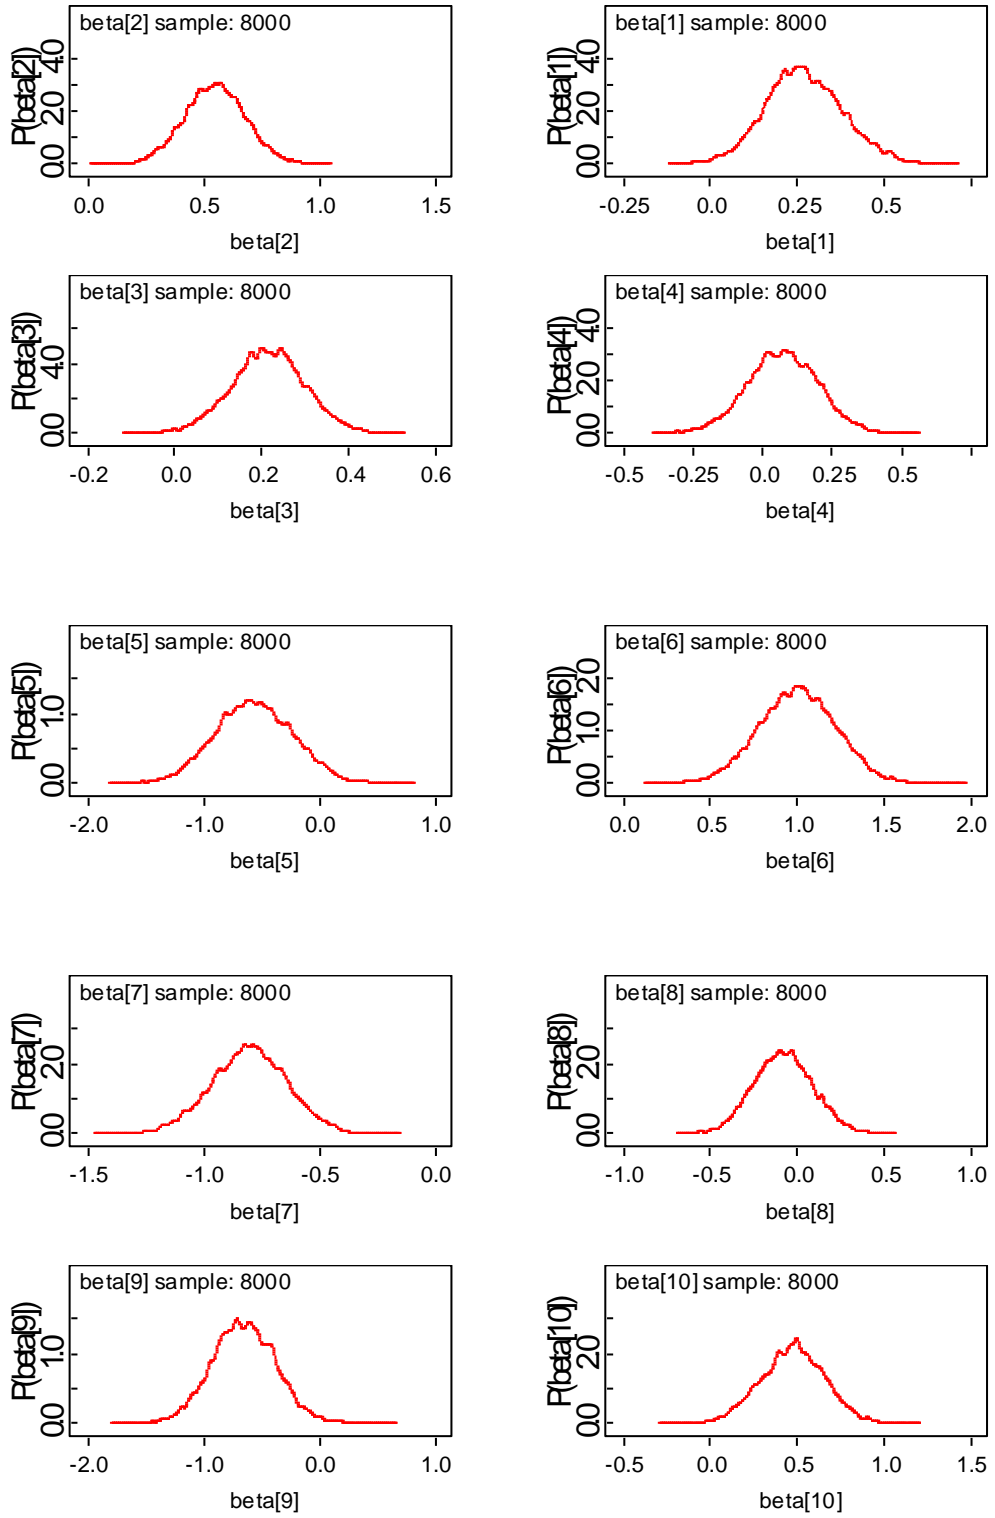 beta[2] sample: 8000
P(beta[2])
4.0
2.0
0.0
0.0 0.5 1.0 1.5
beta[2]
beta[1] sample: 8000
P(beta[1])
4.0
2.0
0.0
-0.25 0.0 0.25 0.5
beta[1]
beta[3] sample: 8000
P(beta[3])
4.0
0.0
-0.2 0.0 0.2 0.4 0.6
beta[3]
beta[4] sample: 8000
P(beta[4])
4.0
2.0
0.0
-0.5 -0.25 0.0 0.25 0.5
beta[4]
beta[5] sample: 8000
P(beta[5])
1.0
0.0
-2.0 -1.0 0.0 1.0
beta[5]
beta[6] sample: 8000
P(beta[6])
2.0
1.0
0.0
0.0 0.5 1.0 1.5 2.0
beta[6]
beta[7] sample: 8000
P(beta[7])
2.0
0.0
-1.5 -1.0 -0.5 0.0
beta[7]
beta[8] sample: 8000
P(beta[8])
2.0
0.0
-1.0 -0.5 0.0 0.5 1.0
beta[8]
beta[9] sample: 8000
P(beta[9])
1.0
0.0
-2.0 -1.0 0.0 1.0
beta[9]
beta[10] sample: 8000
P(beta[10])
2.0
0.0
-0.5 0.0 0.5 1.0 1.5
beta[10]